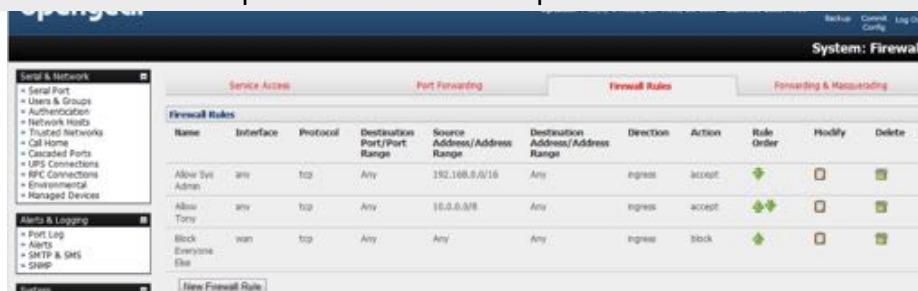 opengear
Backup
Commit Config
Log O
System: Firewal
Serial & Network
Serial Port
Users & Groups
Authentication
Network Hosts
Trusted Networks
Call Home
Cascaded Ports
UPS Connections
RPC Connections
Environmental
Managed Devices
Alerts & Logging
Port Log
Alerts
SMTP & SMS
SNMP
System
Service Access Port Forwarding Firewall Rules Forwarding & Masquerading
Firewall Rules
Name Interface Protocol Destination Port/Port Range Source Address/Address Range Destination Address/Address Range Direction Action Rule Order Modify Delete
Allow Sys Admin any tcp Any 192.168.0.0/16 Any ingress accept
Allow Tony any tcp Any 10.0.0.0/8 Any ingress accept
Block Everyone Else wan tcp Any Any Any ingress block
New Firewall Rule